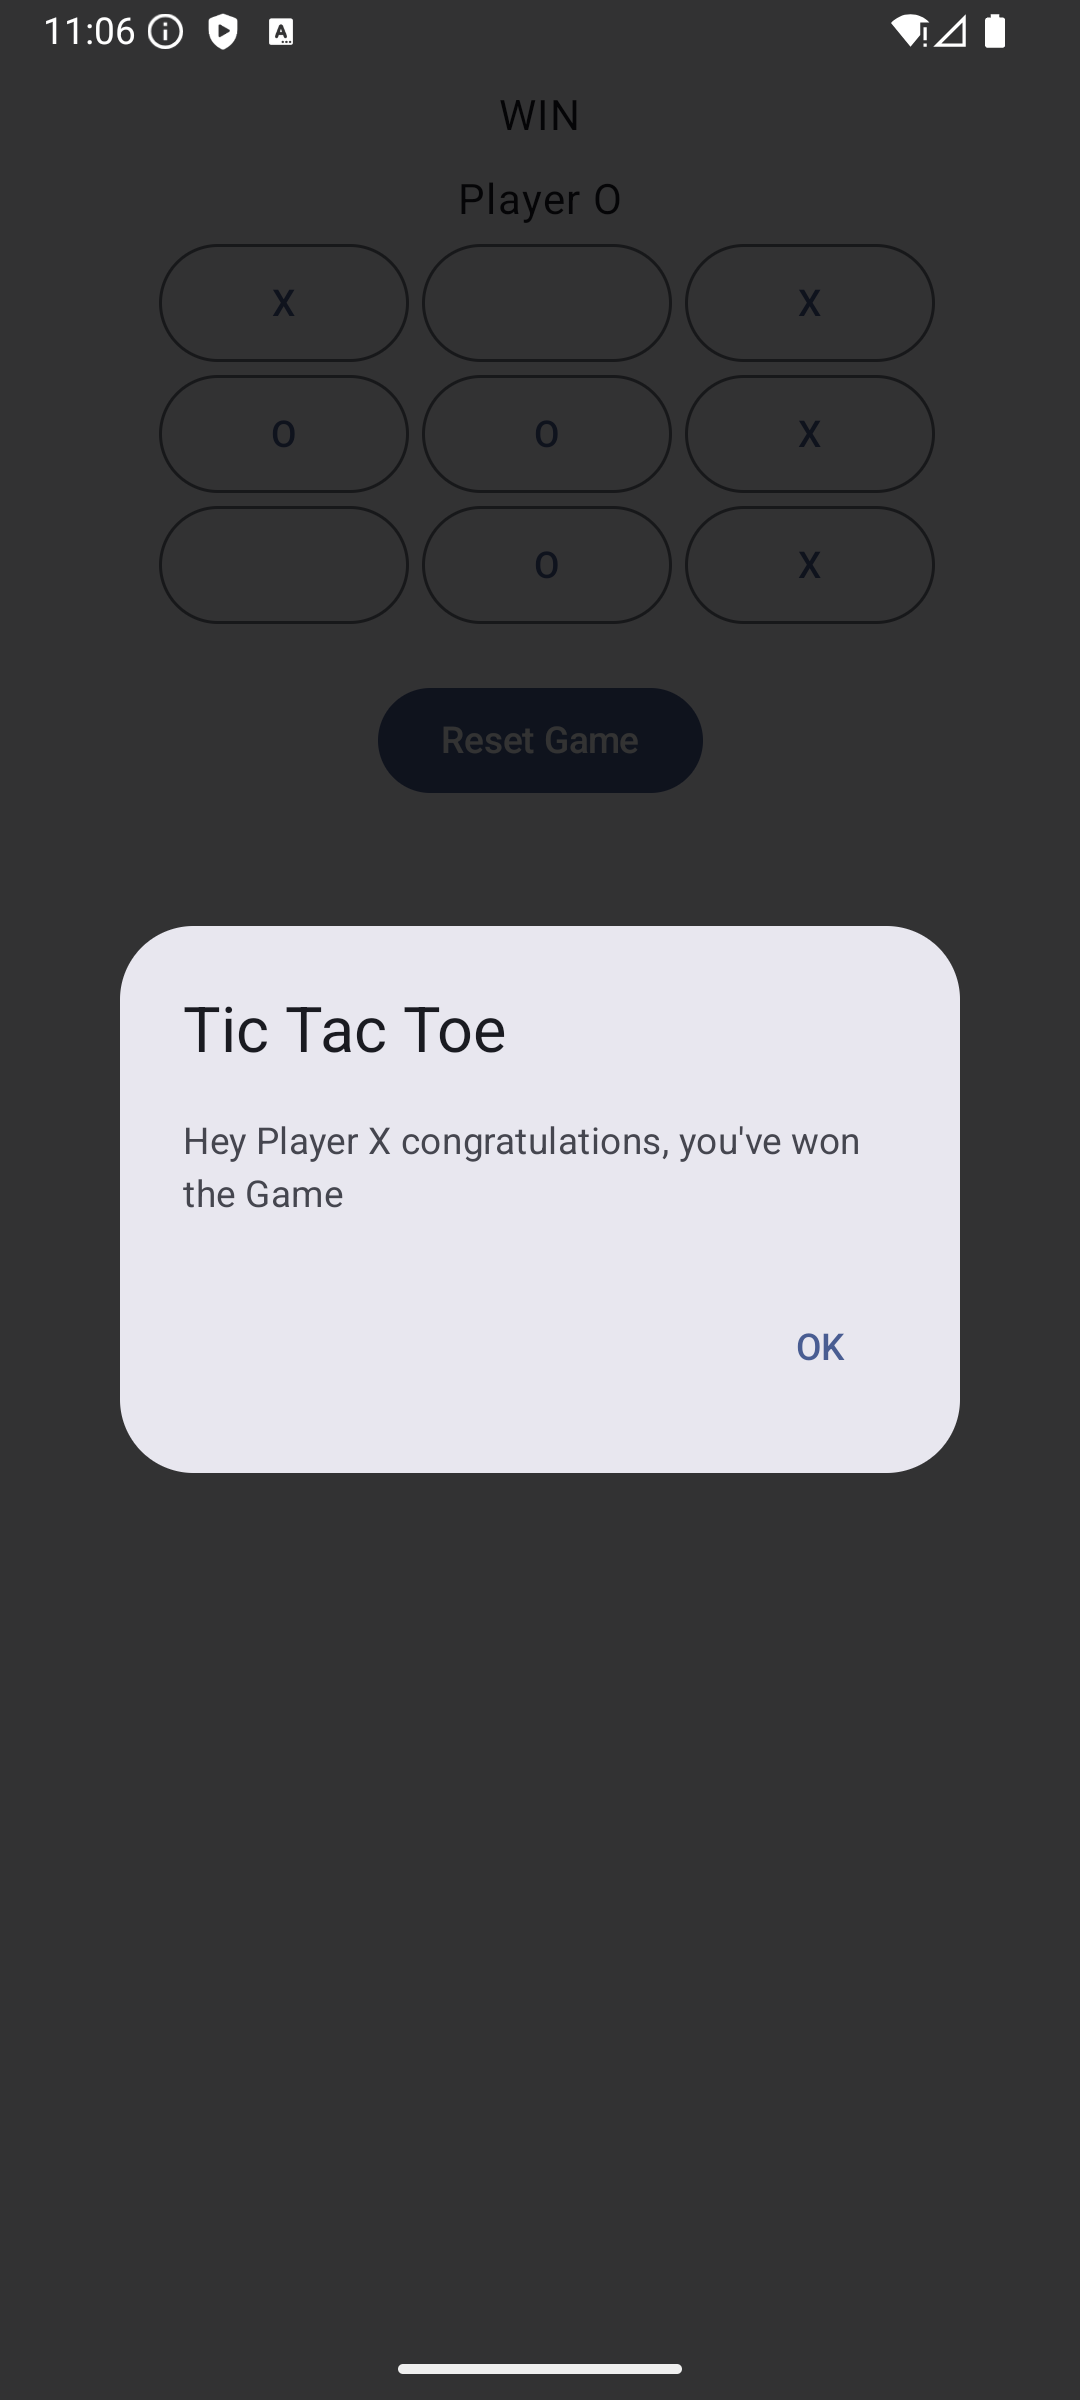 11:06
WIN
Player O
X X
O O X
O X
Reset Game
Tic Tac Toe
Hey Player X congratulations, you've won
the Game
OK